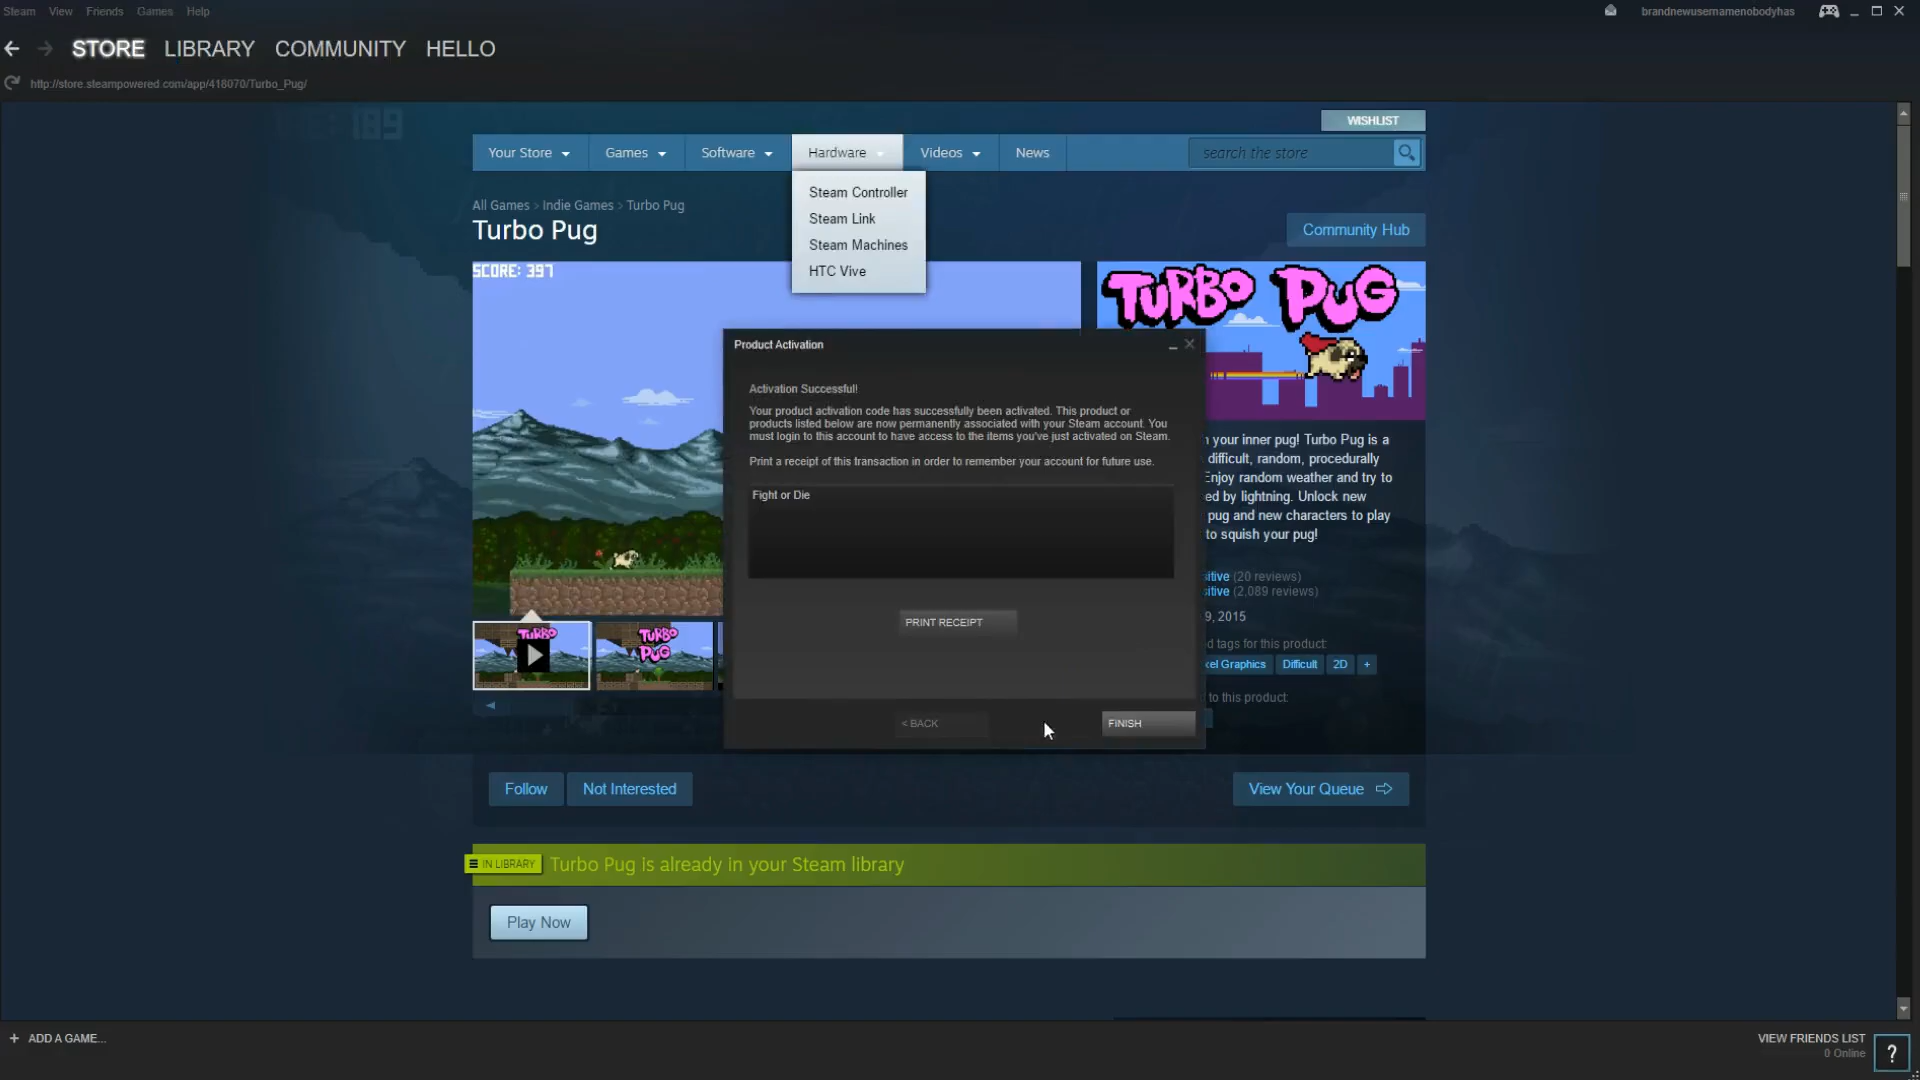 Steam View Friends Games Help
brandnewusernamenobodyhas
STORE LIBRARY COMMUNITY HELLO
http://store.steampowered.com/app/418070/Turbo_Pug/
WISHLIST
Your Store Games Software Hardware Videos News search the store
Steam Controller
Steam Link
Steam Machines
HTC Vive
All Games > Indie Games > Turbo Pug
Turbo Pug
Community Hub
SCORE: 397
TURBO PUG
Product Activation
Activation Successful!
Your product activation code has successfully been activated. This product or
products listed below are now permanently associated with your Steam account. You
must login to this account to have access to the items you've just activated on Steam.
Print a receipt of this transaction in order to remember your account for future use.
Fight or Die
PRINT RECEIPT
< BACK
FINISH
your inner pug! Turbo Pug is a
difficult, random, procedurally
Enjoy random weather and try to
ed by lightning. Unlock new
pug and new characters to play
to squish your pug!
sitive (20 reviews)
sitive (2,089 reviews)
9, 2015
d tags for this product:
xel Graphics Difficult 2D +
to this product:
TURBO
TURBO
PUG
Follow
Not Interested
View Your Queue
IN LIBRARY
Turbo Pug is already in your Steam library
Play Now
+ ADD A GAME...
VIEW FRIENDS LIST
0 Online
?